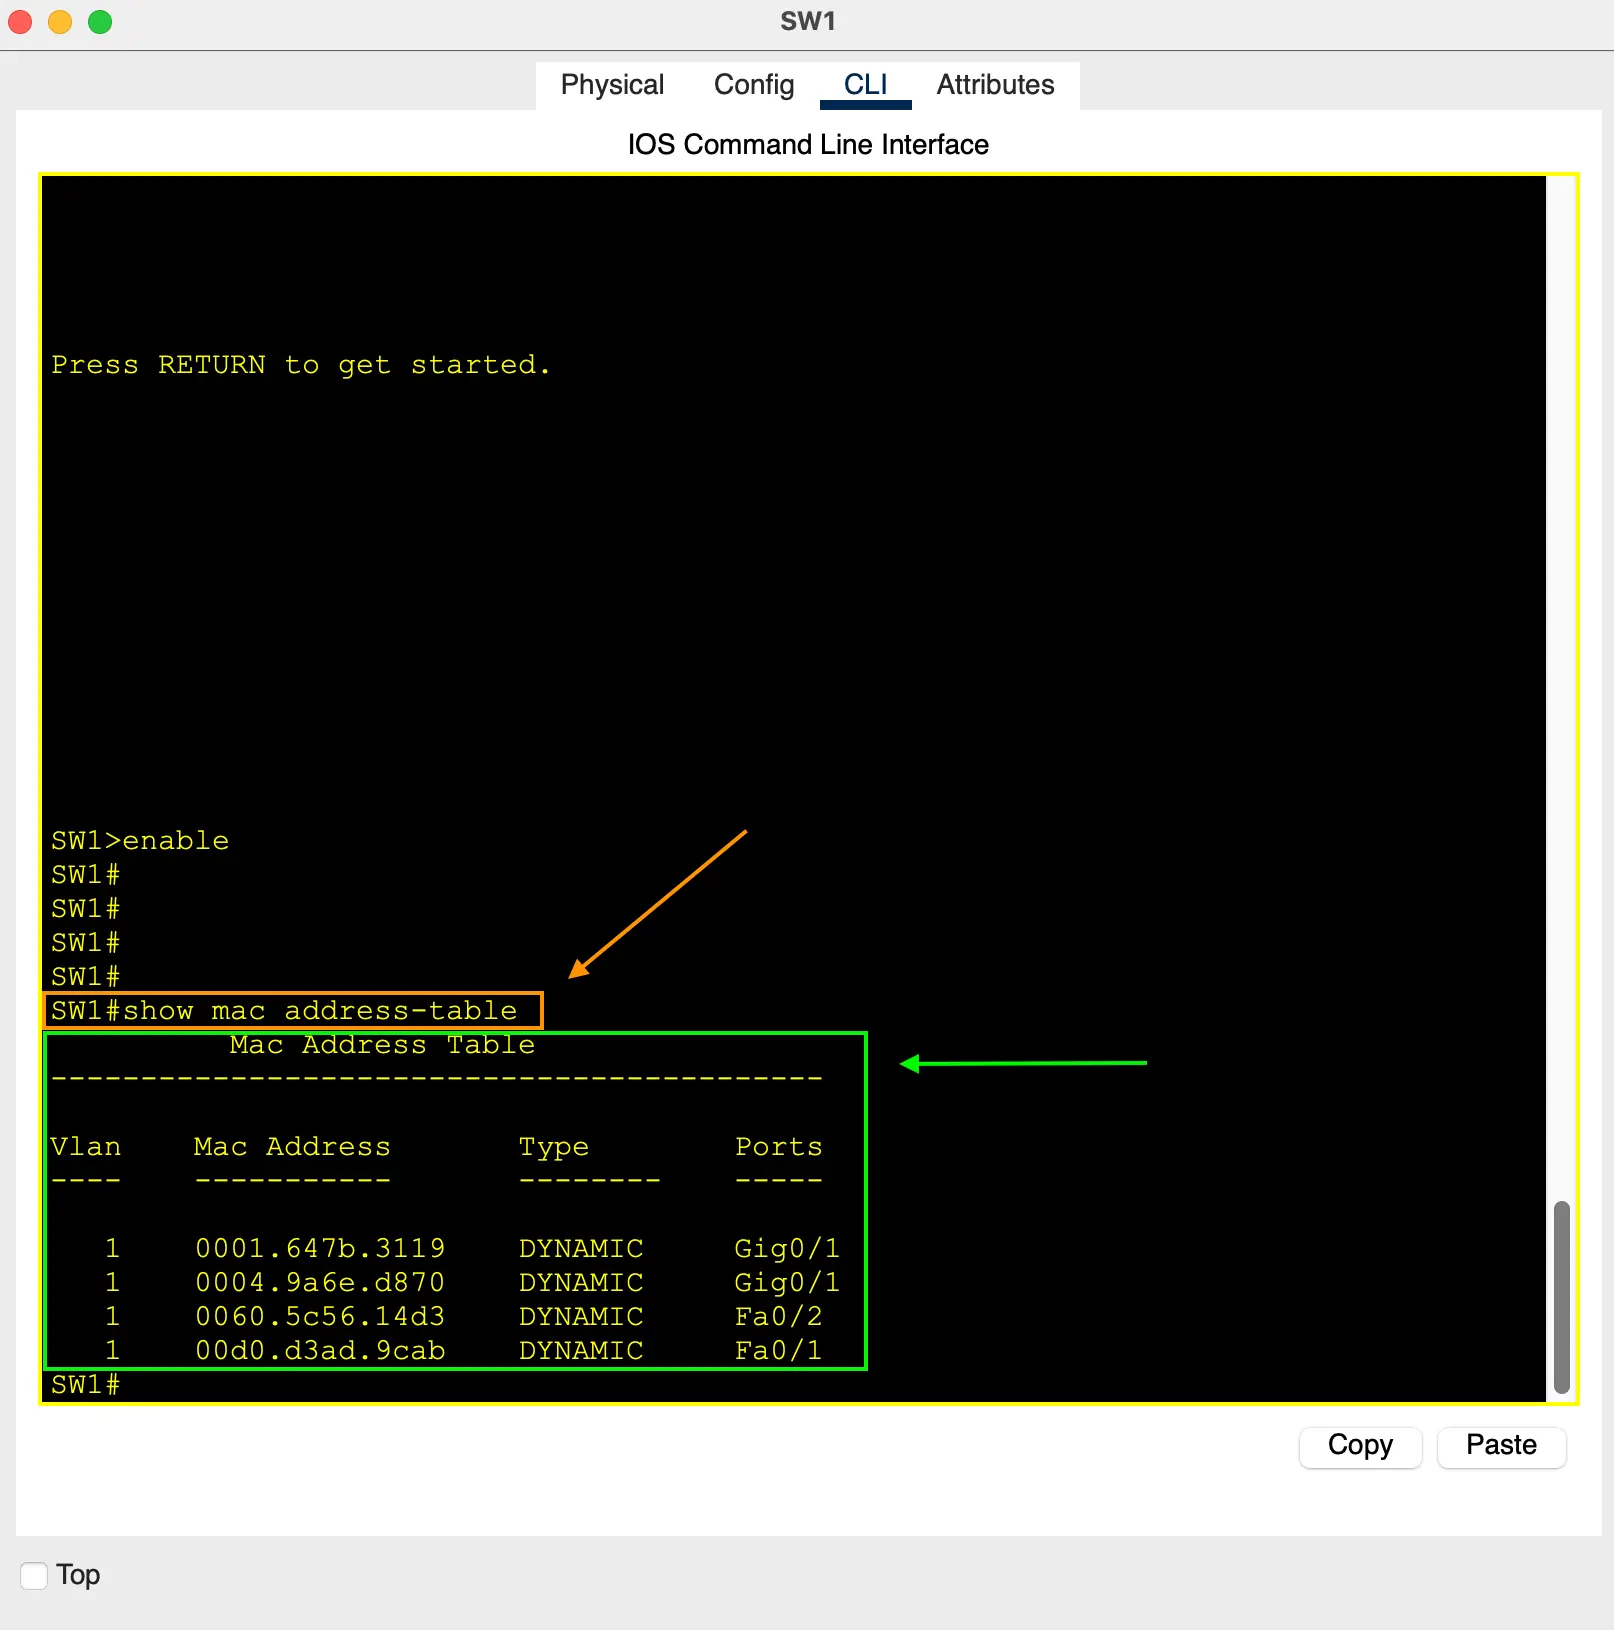 SW1
Physical Config CLI Attributes
IOS Command Line Interface
Press RETURN to get started.
SW1>enable
SW1#
SW1#
SW1#
SW1#
SW1#show mac address-table
Mac Address Table
-------------------------------------------
Vlan Mac Address Type Ports
---- ----------- -------- -----
1 0001.647b.3119 DYNAMIC Gig0/1
1 0004.9a6e.d870 DYNAMIC Gig0/1
1 0060.5c56.14d3 DYNAMIC Fa0/2
1 00d0.d3ad.9cab DYNAMIC Fa0/1
SW1#
Copy Paste
Top